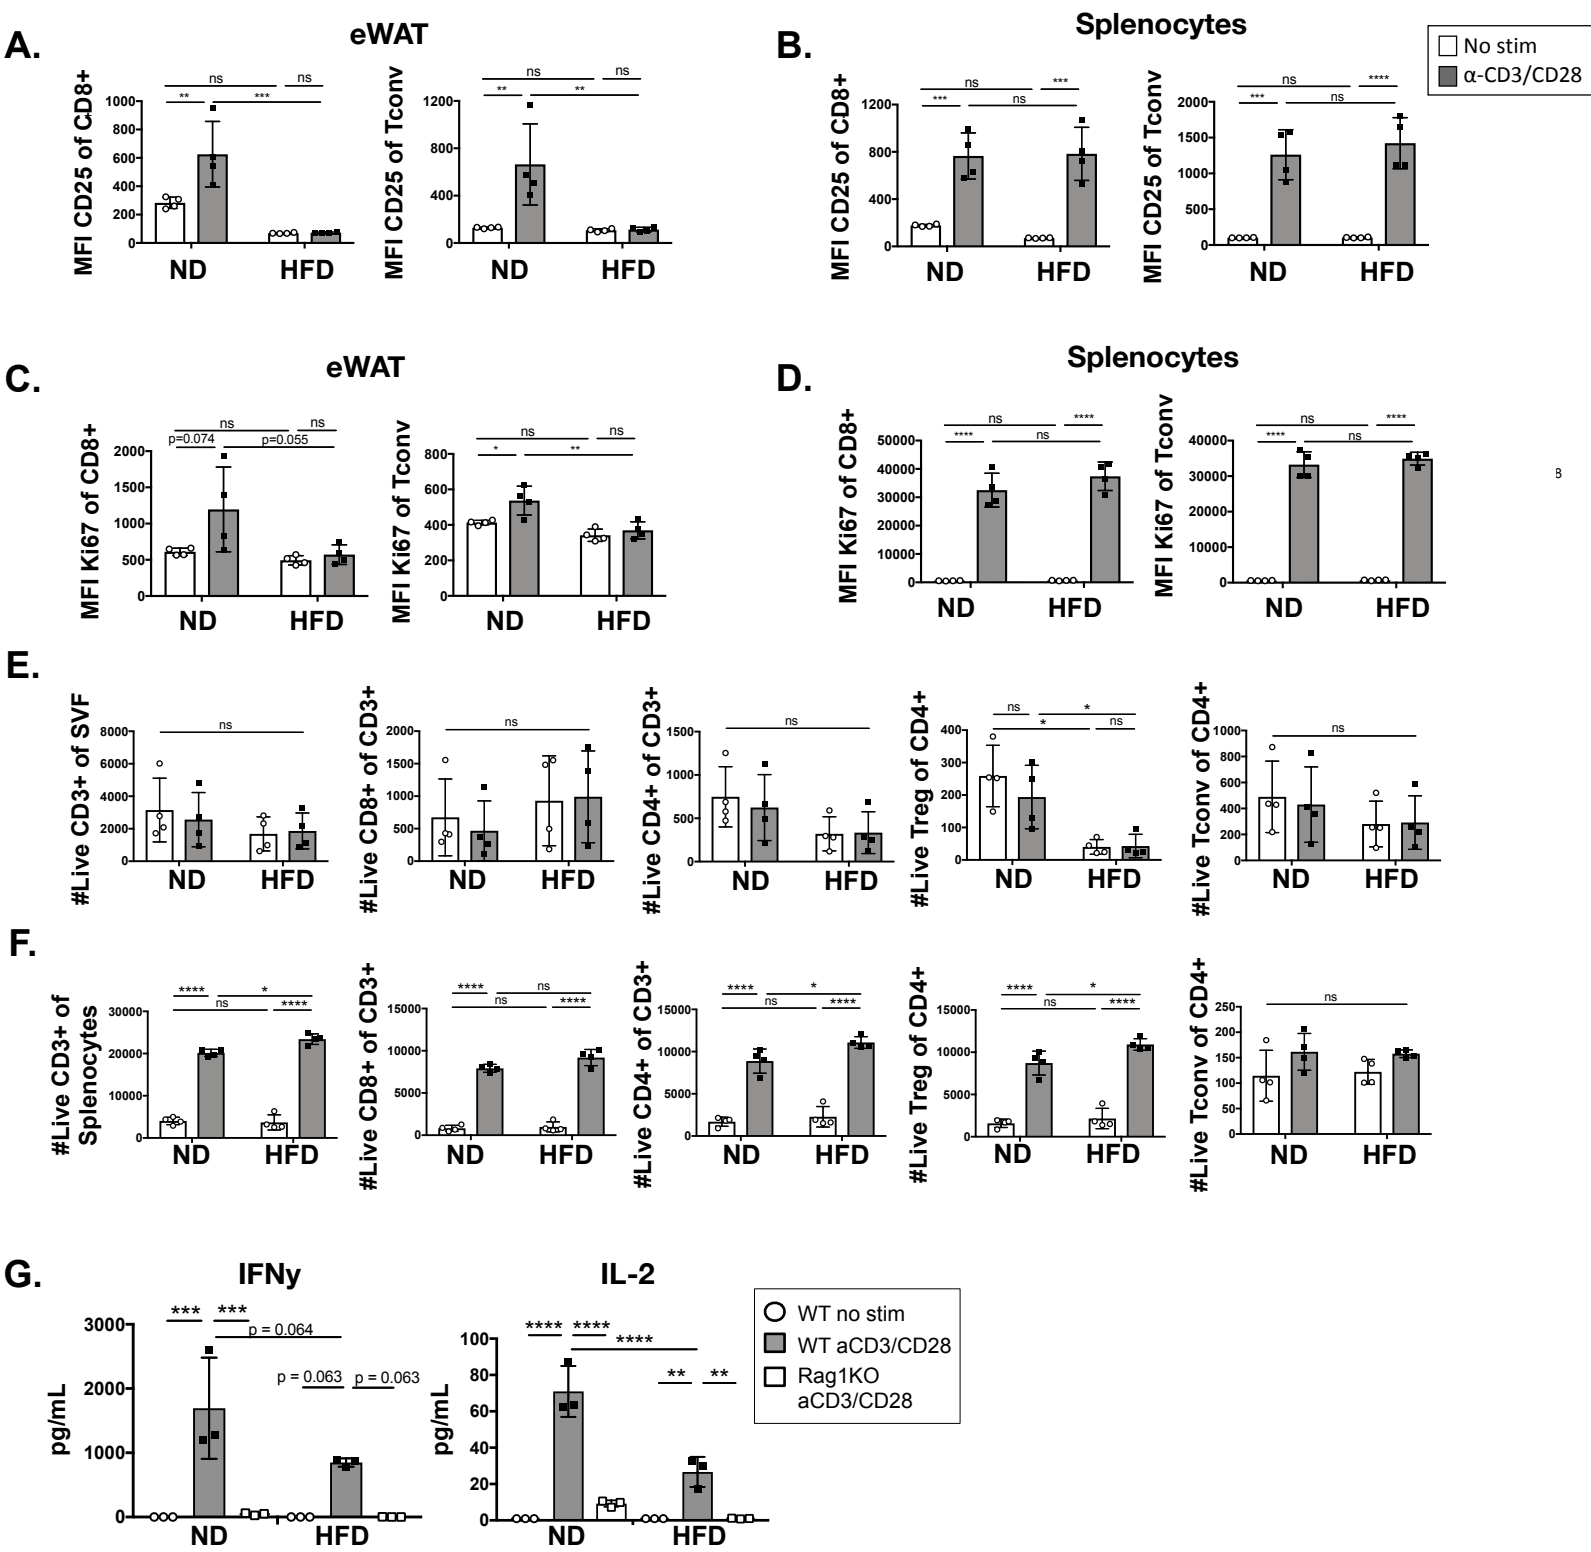 A.
eWAT
MFI CD25 of CD8+
ns ns
** ***
1000
800
600
400
200
0
ND HFD
MFI CD25 of Tconv
ns ns
** **
1200
800
400
0
ND HFD
B.
Splenocytes
No stim
α-CD3/CD28
MFI CD25 of CD8+
ns ***
*** ns
1200
800
400
0
ND HFD
MFI CD25 of Tconv
ns ****
*** ns
2000
1500
1000
500
0
ND HFD
C.
eWAT
MFI Ki67 of CD8+
ns ns
p=0.074 p=0.055
2000
1500
1000
500
0
ND HFD
MFI Ki67 of Tconv
ns ns
* **
800
600
400
200
0
ND HFD
D.
Splenocytes
MFI Ki67 of CD8+
ns ****
**** ns
50000
40000
30000
20000
10000
0
ND HFD
MFI Ki67 of Tconv
ns ****
**** ns
40000
30000
20000
10000
0
ND HFD
8
E.
#Live CD3+ of SVF
ns
8000
6000
4000
2000
0
ND HFD
#Live CD8+ of CD3+
ns
2000
1500
1000
500
0
ND HFD
#Live CD4+ of CD3+
ns
1500
1000
500
0
ND HFD
#Live Treg of CD4+
ns *
* ns
400
300
200
100
0
ND HFD
#Live Tconv of CD4+
ns
1000
800
600
400
200
0
ND HFD
F.
#Live CD3+ of
Splenocytes
**** *
ns ****
30000
20000
10000
0
ND HFD
#Live CD8+ of CD3+
**** ns
ns ****
15000
10000
5000
0
ND HFD
#Live CD4+ of CD3+
**** *
ns ****
15000
10000
5000
0
ND HFD
#Live Treg of CD4+
**** *
ns ****
15000
10000
5000
0
ND HFD
#Live Tconv of CD4+
ns
250
200
150
100
50
0
ND HFD
G.
IFNy
pg/mL
*** ***
p = 0.064
p = 0.063 p = 0.063
3000
2000
1000
0
ND HFD
IL-2
pg/mL
**** ****
****
** **
100
80
60
40
20
0
ND HFD
WT no stim
WT aCD3/CD28
Rag1KO
aCD3/CD28